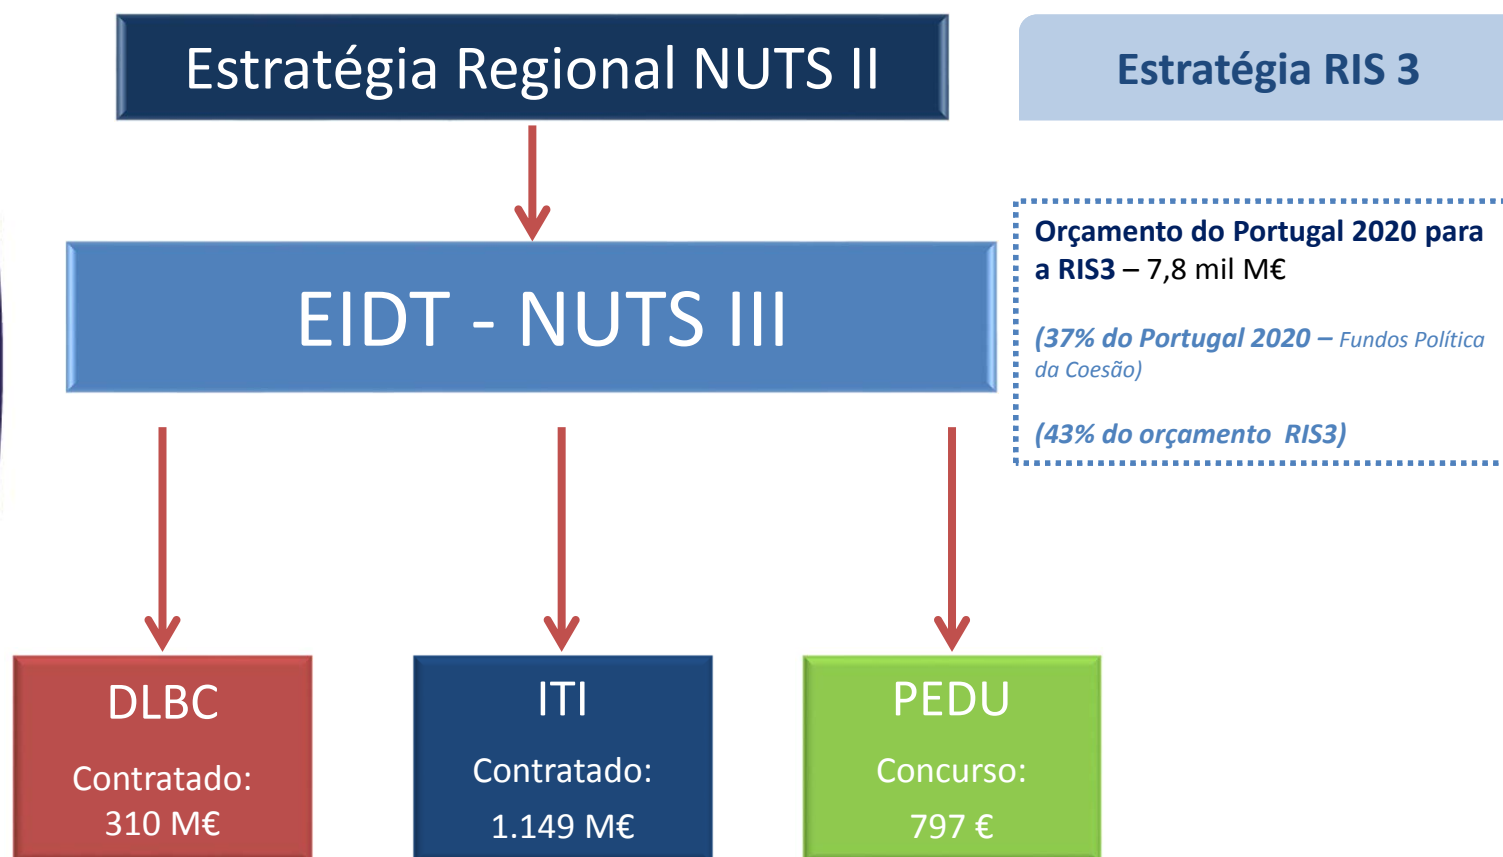 Estratégia Regional NUTS II
Estratégia RIS 3
EIDT - NUTS III
Orçamento do Portugal 2020 para
a RIS3 – 7,8 mil M€
(37% do Portugal 2020 – Fundos Política
da Coesão)
(43% do orçamento RIS3)
DLBC
Contratado:
310 M€
ITI
Contratado:
1.149 M€
PEDU
Concurso:
797 €